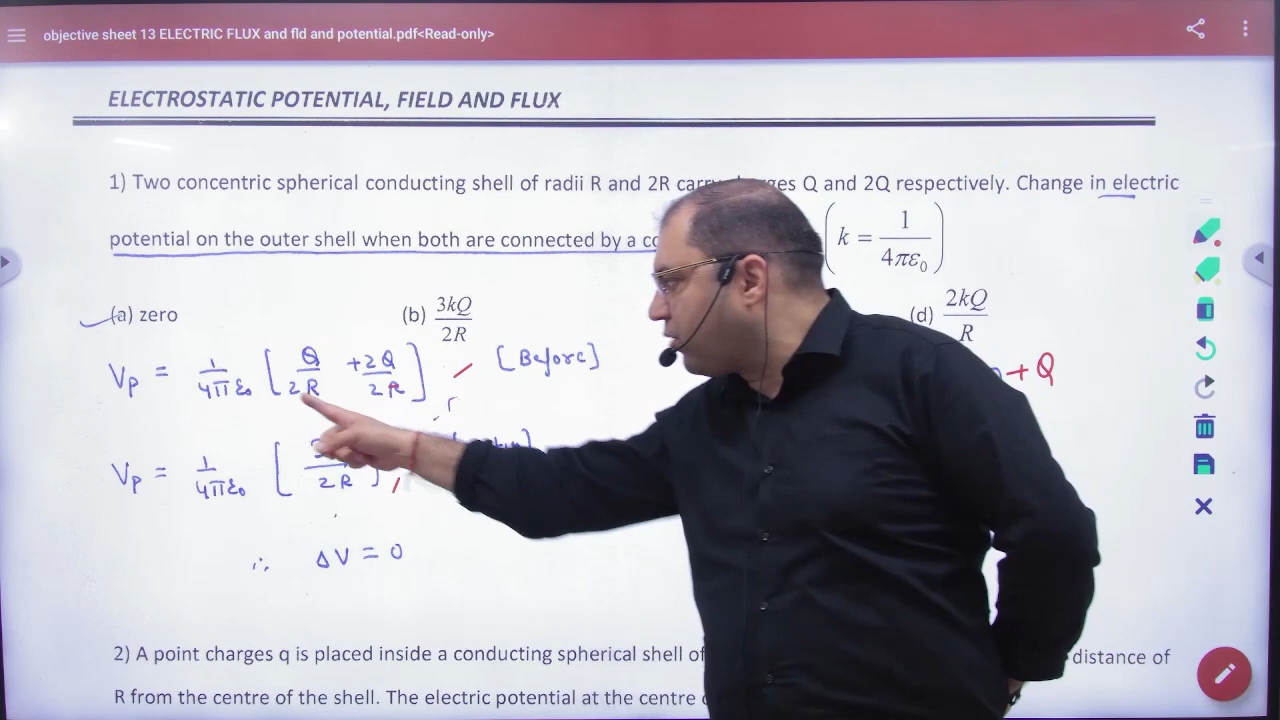 objective sheet 13 ELECTRIC FLUX and fld and potential.pdf<Read-only>
ELECTROSTATIC POTENTIAL, FIELD AND FLUX
1) Two concentric spherical conducting shell of radii R and 2R carry charges Q and 2Q respectively. Change in electric
potential on the outer shell when both are connected by a (k = 1/4πε₀)
(a) zero (b) 3kQ/2R (d) 2kQ/R
Vp = 1/4πε₀ [Q/2R + 2Q/2R] [Before] +Q
Vp = 1/4πε₀ [ /2R]
∴ ΔV = 0
2) A point charges q is placed inside a conducting spherical shell of distance of
R from the centre of the shell. The electric potential at the centre